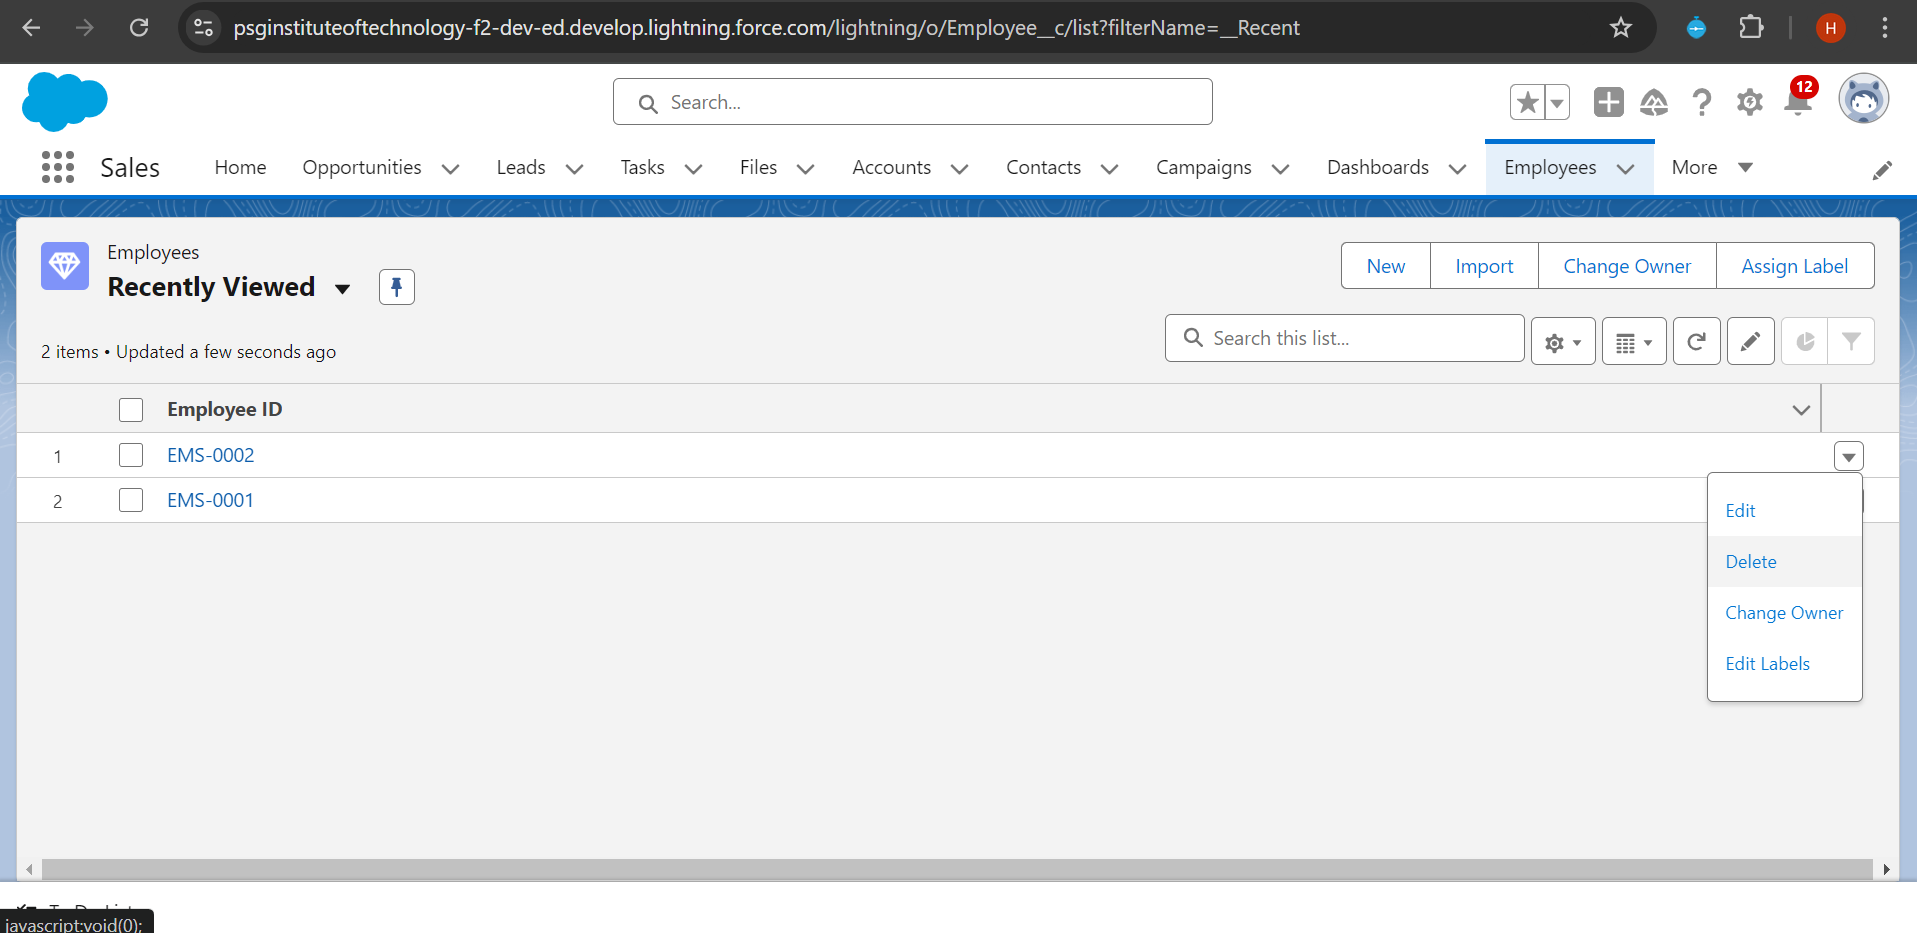 psginstituteoftechnology-f2-dev-ed.develop.lightning.force.com/lightning/o/Employee__c/list?filterName=__Recent
H
Search...
12
Sales
Home
Opportunities
Leads
Tasks
Files
Accounts
Contacts
Campaigns
Dashboards
Employees
More
Employees
Recently Viewed
New
Import
Change Owner
Assign Label
2 items • Updated a few seconds ago
Search this list...
Employee ID
1
EMS-0002
2
EMS-0001
Edit
Delete
Change Owner
Edit Labels
To Do List
javascript:void(0);